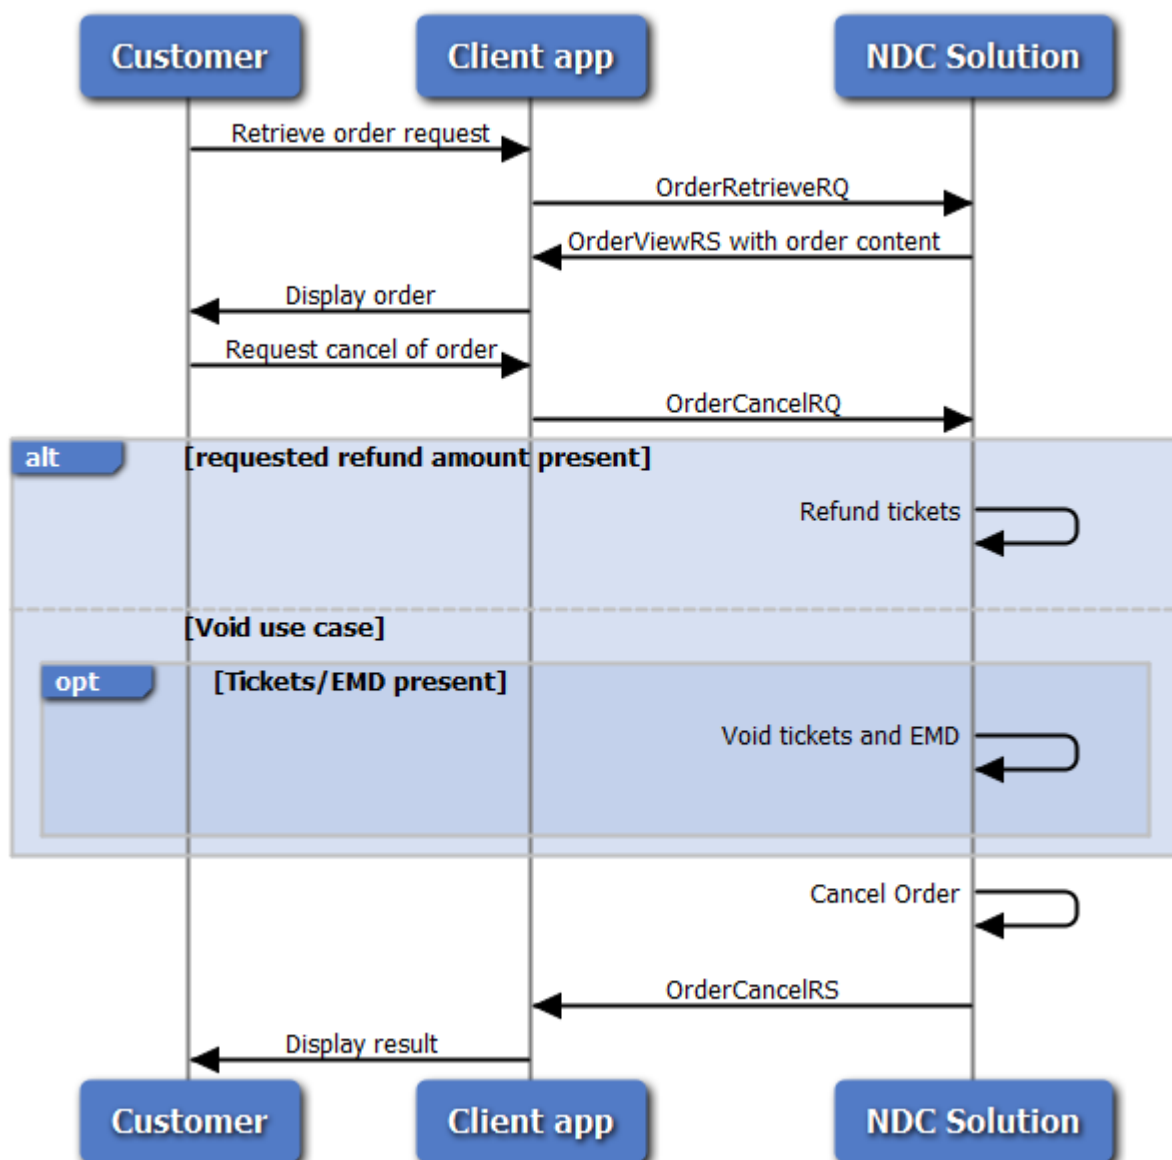 Customer Client app NDC Solution
Retrieve order request
OrderRetrieveRQ
OrderViewRS with order content
Display order
Request cancel of order
OrderCancelRQ
alt [requested refund amount present]
Refund tickets
[Void use case]
opt [Tickets/EMD present]
Void tickets and EMD
Cancel Order
OrderCancelRS
Display result
Customer Client app NDC Solution